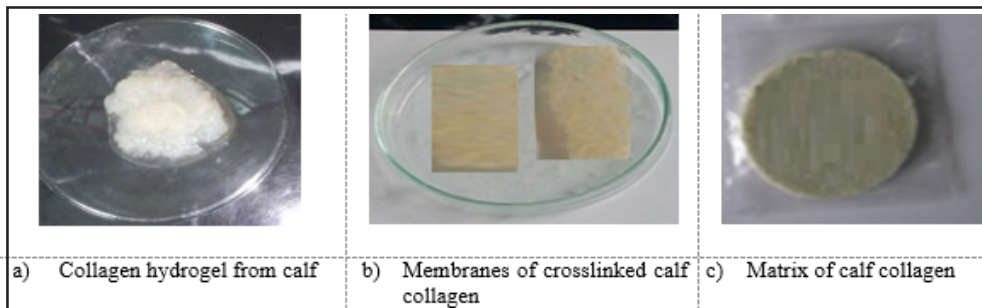 a) Collagen hydrogel from calf
b) Membranes of crosslinked calf
collagen
c) Matrix of calf collagen